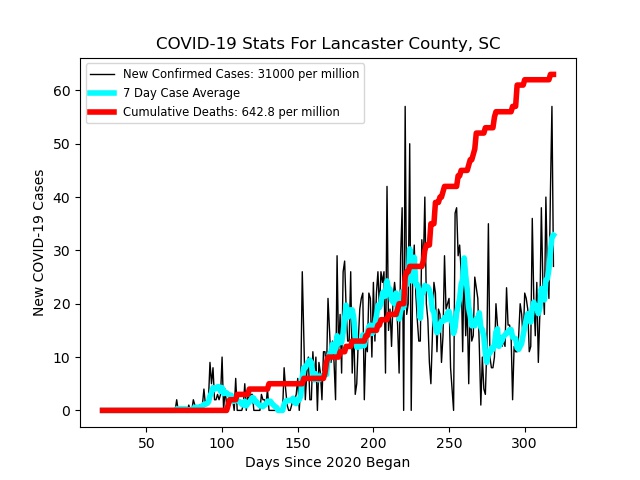 COVID-19 Stats For Lancaster County, SC
New Confirmed Cases: 31000 per million
7 Day Case Average
Cumulative Deaths: 642.8 per million
New COVID-19 Cases
60
50
40
30
20
10
0
50 100 150 200 250 300
Days Since 2020 Began